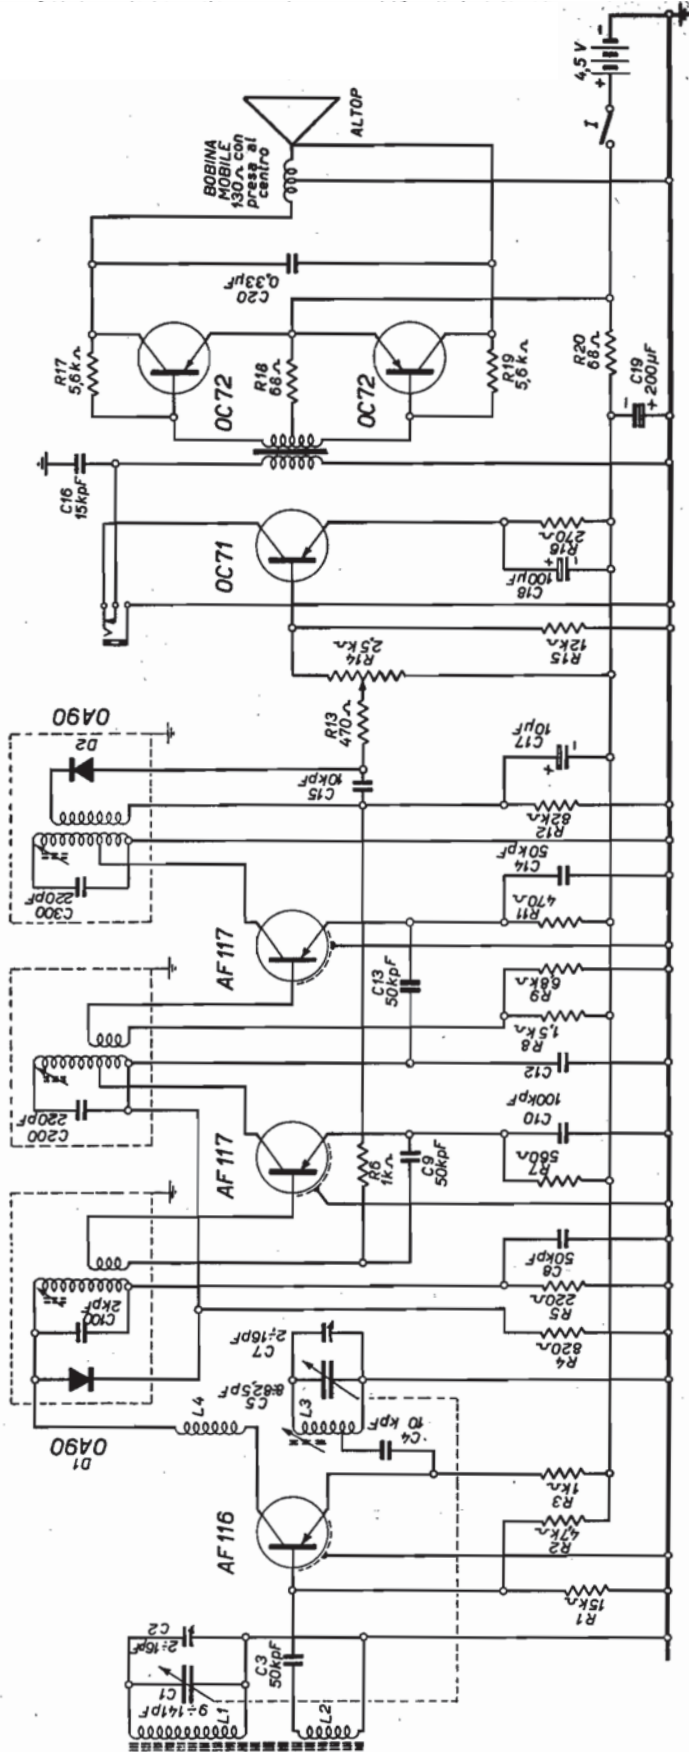 4,5 V
+
-
I
ALTOP
BOBINA
MOBILE
130 Ω con
presa al
centro
C20
0,33µF
R17
5,6kΩ
OC72
R18
68Ω
OC72
R19
5,6kΩ
R20
68Ω
C19
- + 200µF
C16
15kpF
OC71
R16
270Ω
C18
100µF
+
-
R14
2,5kΩ
R15
12kΩ
R13
470Ω
OA90
D2
C15
10kpF
C17
10µF
+
-
R12
82kΩ
C300
220pF
AF117
C14
50kpF
R11
470Ω
C13
50kpF
R9
6,8kΩ
R8
1,5kΩ
C12
C200
220pF
AF117
C10
100kpF
R7
560Ω
R6
1kΩ
C9
50kpF
C100
2kpF
C8
50kpF
R5
220Ω
R4
820Ω
D1
OA90
L4
C7
2÷16pF
C5
8÷82,5pF
L3
C4
10 kpF
AF116
R3
1kΩ
R2
4,7kΩ
R1
15kΩ
C2
2÷16pF
C1
9÷141pF
L1
C3
50kpF
L2